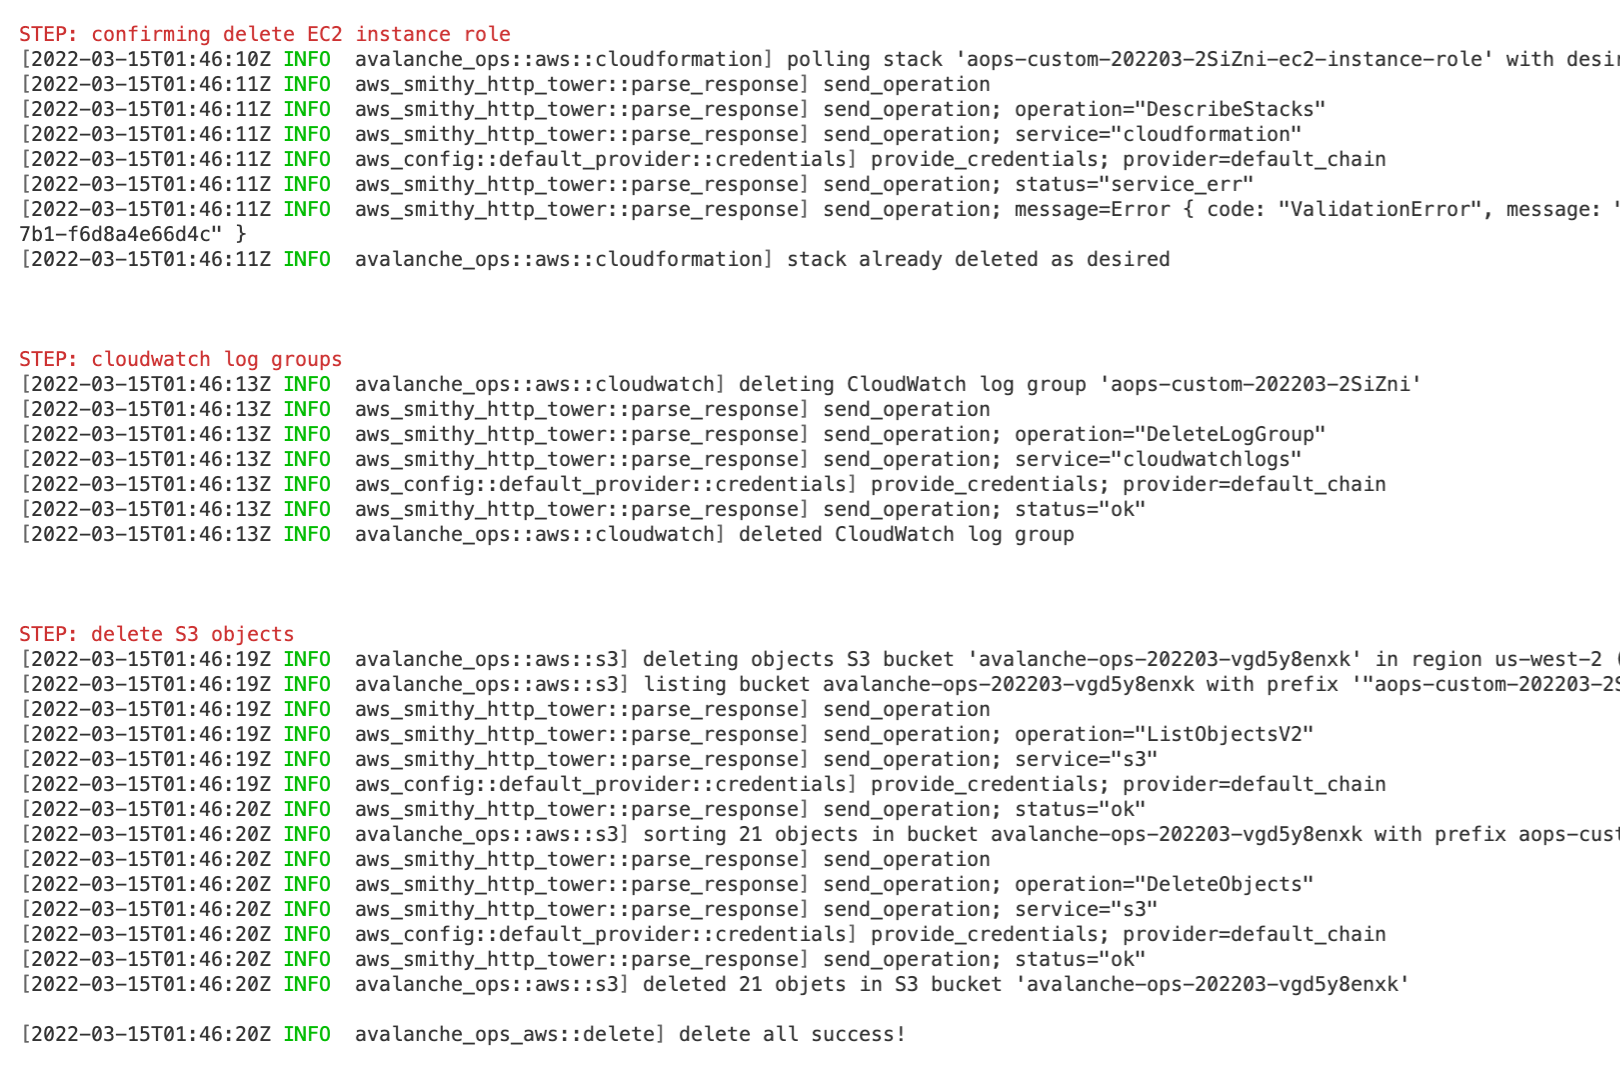 STEP: confirming delete EC2 instance role
[2022-03-15T01:46:10Z INFO  avalanche_ops::aws::cloudformation] polling stack 'aops-custom-202203-2SiZni-ec2-instance-role' with
[2022-03-15T01:46:11Z INFO  aws_smithy_http_tower::parse_response] send_operation
[2022-03-15T01:46:11Z INFO  aws_smithy_http_tower::parse_response] send_operation; operation="DescribeStacks"
[2022-03-15T01:46:11Z INFO  aws_smithy_http_tower::parse_response] send_operation; service="cloudformation"
[2022-03-15T01:46:11Z INFO  aws_config::default_provider::credentials] provide_credentials; provider=default_chain
[2022-03-15T01:46:11Z INFO  aws_smithy_http_tower::parse_response] send_operation; status="service_err"
[2022-03-15T01:46:11Z INFO  aws_smithy_http_tower::parse_response] send_operation; message=Error { code: "ValidationError", message: "
7b1-f6d8a4e66d4c" }
[2022-03-15T01:46:11Z INFO  avalanche_ops::aws::cloudformation] stack already deleted as desired
STEP: cloudwatch log groups
[2022-03-15T01:46:13Z INFO  avalanche_ops::aws::cloudwatch] deleting CloudWatch log group 'aops-custom-202203-2SiZni'
[2022-03-15T01:46:13Z INFO  aws_smithy_http_tower::parse_response] send_operation
[2022-03-15T01:46:13Z INFO  aws_smithy_http_tower::parse_response] send_operation; operation="DeleteLogGroup"
[2022-03-15T01:46:13Z INFO  aws_smithy_http_tower::parse_response] send_operation; service="cloudwatchlogs"
[2022-03-15T01:46:13Z INFO  aws_config::default_provider::credentials] provide_credentials; provider=default_chain
[2022-03-15T01:46:13Z INFO  aws_smithy_http_tower::parse_response] send_operation; status="ok"
[2022-03-15T01:46:13Z INFO  avalanche_ops::aws::cloudwatch] deleted CloudWatch log group
STEP: delete S3 objects
[2022-03-15T01:46:19Z INFO  avalanche_ops::aws::s3] deleting objects S3 bucket 'avalanche-ops-202203-vgd5y8enxk' in region us-west-2 (
[2022-03-15T01:46:19Z INFO  avalanche_ops::aws::s3] listing bucket avalanche-ops-202203-vgd5y8enxk with prefix '"aops-custom-202203-2S
[2022-03-15T01:46:19Z INFO  aws_smithy_http_tower::parse_response] send_operation
[2022-03-15T01:46:19Z INFO  aws_smithy_http_tower::parse_response] send_operation; operation="ListObjectsV2"
[2022-03-15T01:46:19Z INFO  aws_smithy_http_tower::parse_response] send_operation; service="s3"
[2022-03-15T01:46:19Z INFO  aws_config::default_provider::credentials] provide_credentials; provider=default_chain
[2022-03-15T01:46:20Z INFO  aws_smithy_http_tower::parse_response] send_operation; status="ok"
[2022-03-15T01:46:20Z INFO  avalanche_ops::aws::s3] sorting 21 objects in bucket avalanche-ops-202203-vgd5y8enxk with prefix aops-cust
[2022-03-15T01:46:20Z INFO  aws_smithy_http_tower::parse_response] send_operation
[2022-03-15T01:46:20Z INFO  aws_smithy_http_tower::parse_response] send_operation; operation="DeleteObjects"
[2022-03-15T01:46:20Z INFO  aws_smithy_http_tower::parse_response] send_operation; service="s3"
[2022-03-15T01:46:20Z INFO  aws_config::default_provider::credentials] provide_credentials; provider=default_chain
[2022-03-15T01:46:20Z INFO  aws_smithy_http_tower::parse_response] send_operation; status="ok"
[2022-03-15T01:46:20Z INFO  avalanche_ops::aws::s3] deleted 21 objets in S3 bucket 'avalanche-ops-202203-vgd5y8enxk'
[2022-03-15T01:46:20Z INFO  avalanche_ops_aws::delete] delete all success!